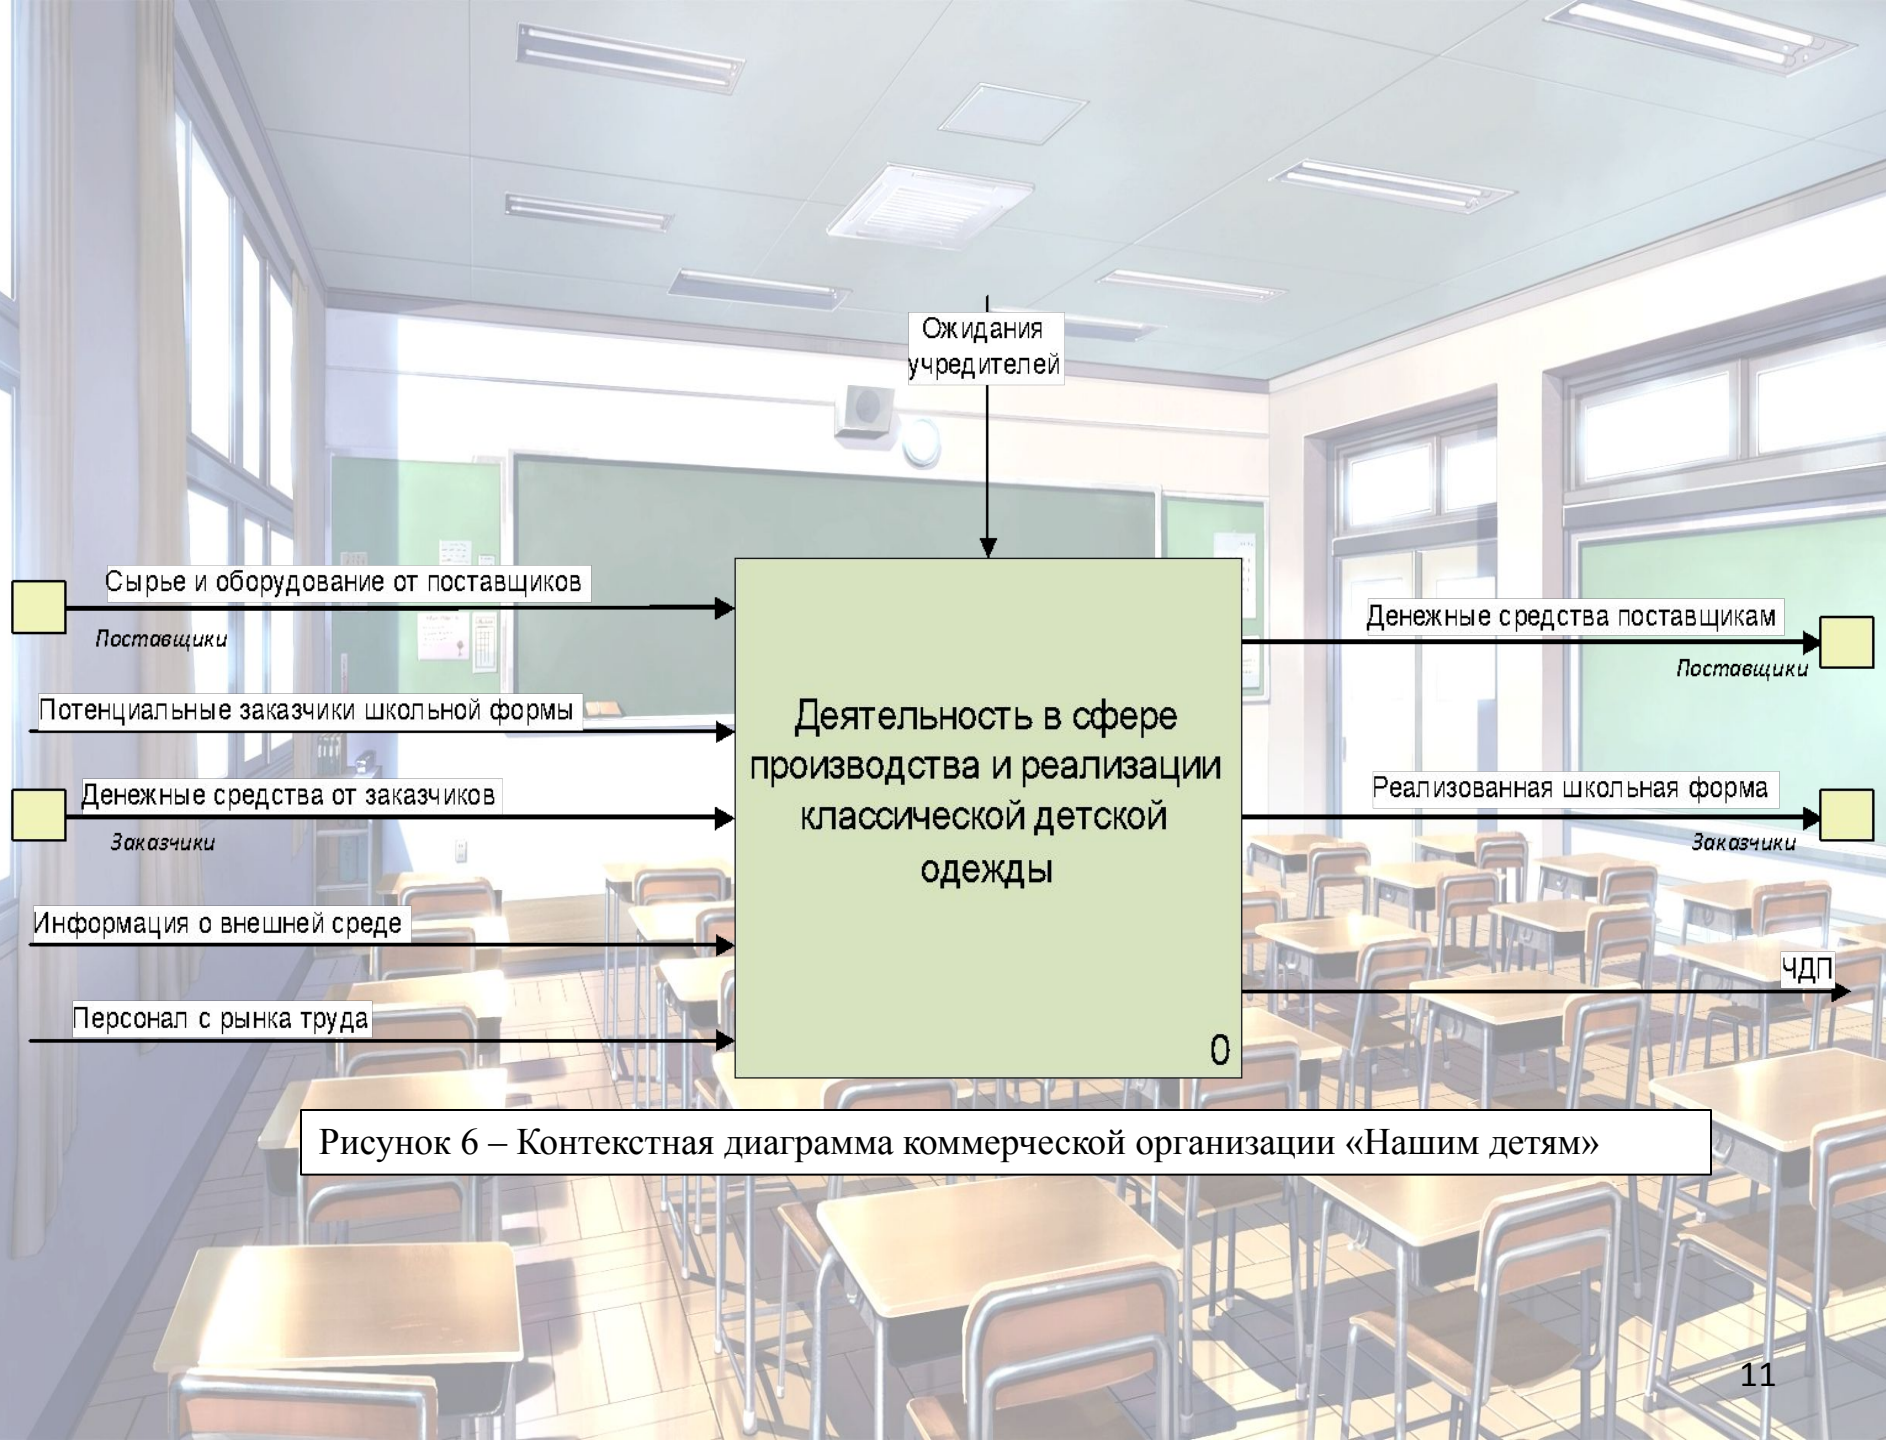 Ожидания
учредителей
Сырье и оборудование от поставщиков
Поставщики
Потенциальные заказчики школьной формы
Денежные средства от заказчиков
Заказчики
Информация о внешней среде
Персонал с рынка труда
Деятельность в сфере
производства и реализации
классической детской
одежды
0
Денежные средства поставщикам
Поставщики
Реализованная школьная форма
Заказчики
ЧДП
Рисунок 6 – Контекстная диаграмма коммерческой организации «Нашим детям»
11